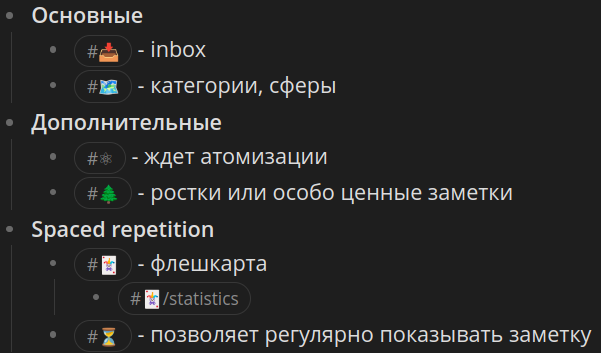 Основные
#📥 - inbox
#🗺️ - категории, сферы
Дополнительные
#⚛ - ждет атомизации
#🌲 - ростки или особо ценные заметки
Spaced repetition
#🃏 - флешкарта
#🃏/statistics
#⏳ - позволяет регулярно показывать заметку